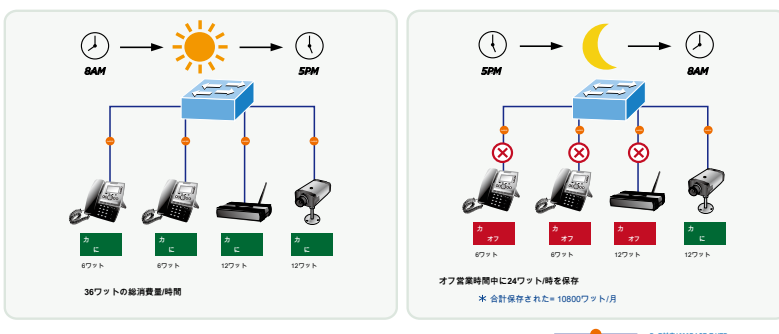 8AM
5PM
カ
に
カ
に
カ
に
カ
に
6ワット
6ワット
12ワット
12ワット
36ワットの総消費量/時間
5PM
8AM
カ
オフ
カ
オフ
カ
オフ
カ
に
6ワット
6ワット
12ワット
12ワット
オフ営業時間中に24ワット/時を保存
* 合計保存された= 10800ワット/月